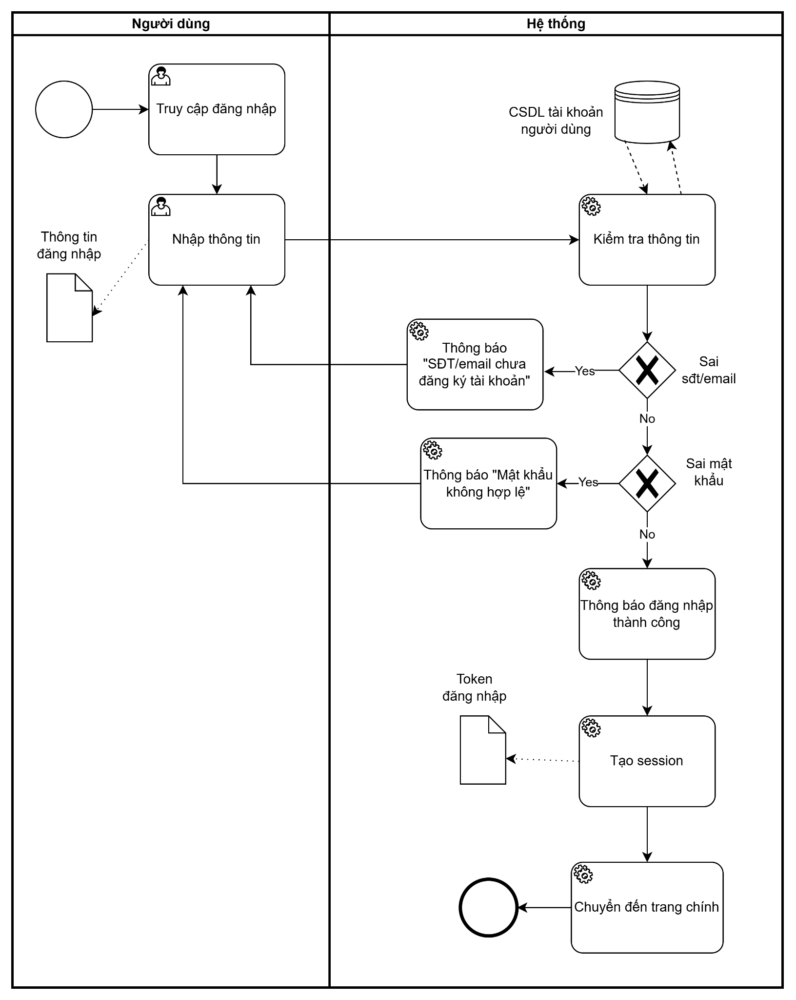 Người dùng
Hệ thống
Truy cập đăng nhập
CSDL tài khoản
người dùng
Thông tin
đăng nhập
Nhập thông tin
Kiểm tra thông tin
Thông báo
"SĐT/email chưa
đăng ký tài khoản"
Yes
Sai
sđt/email
No
Thông báo "Mật khẩu
không hợp lệ"
Yes
Sai mật
khẩu
No
Thông báo đăng nhập
thành công
Token
đăng nhập
Tạo session
Chuyển đến trang chính